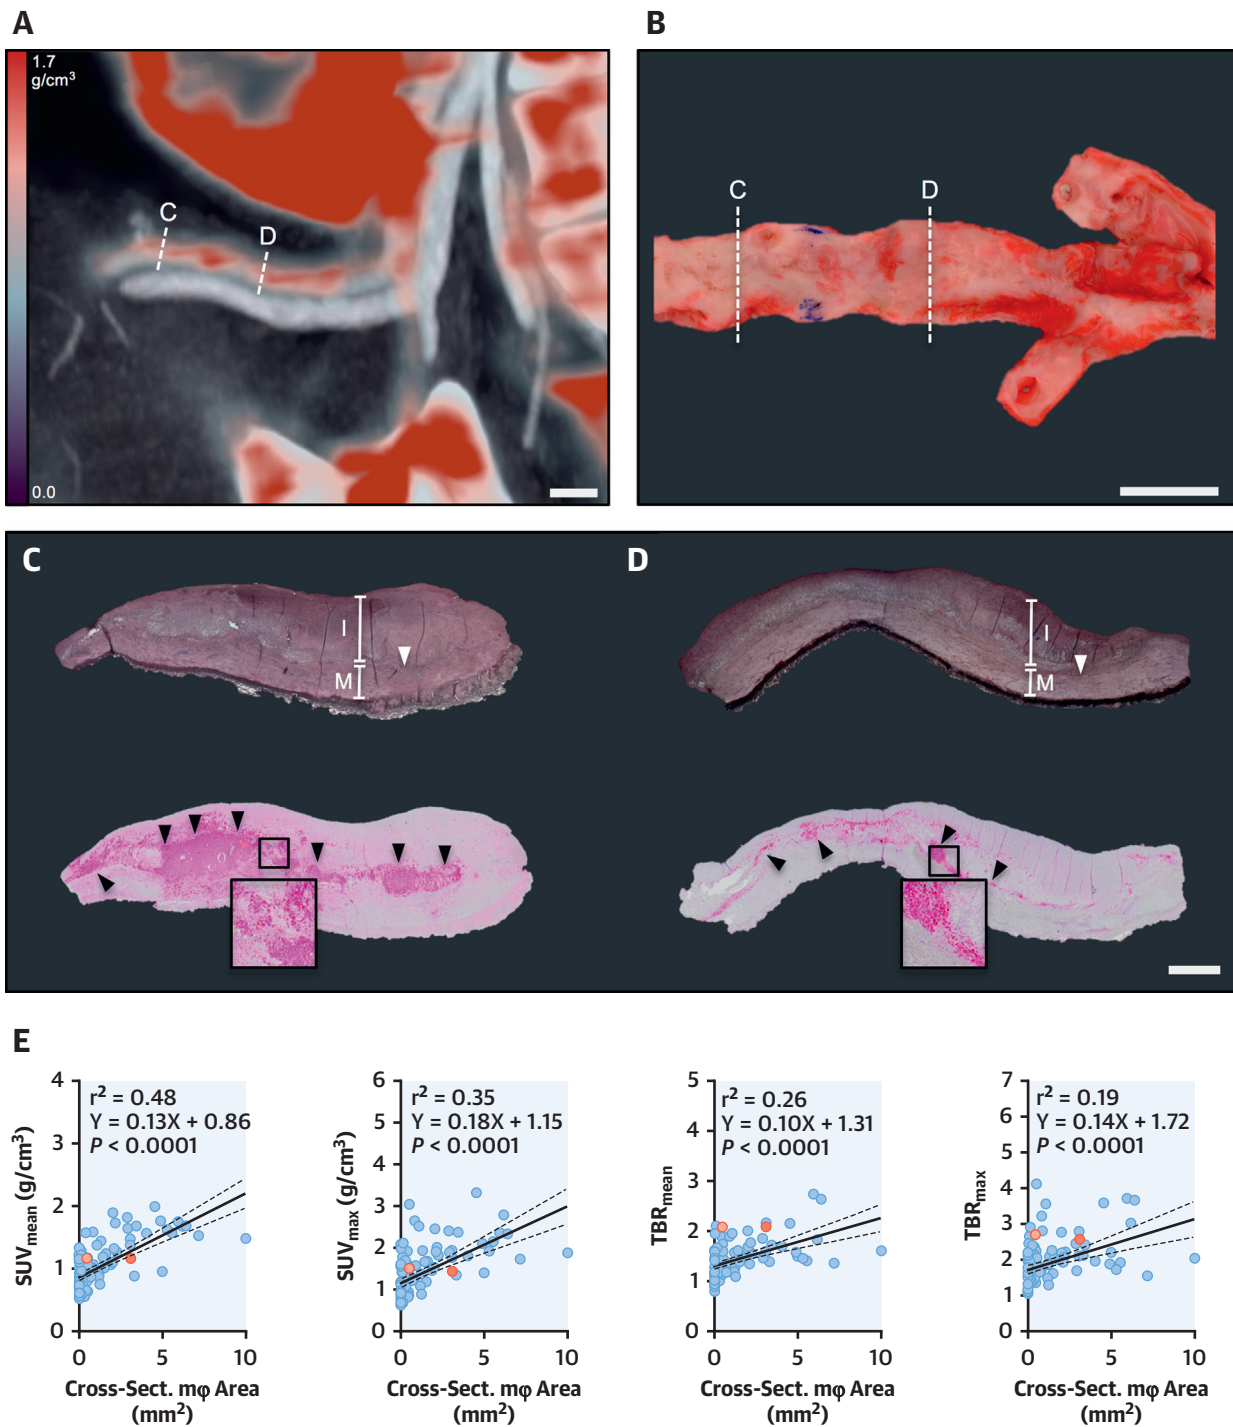 A
B
1.7
g/cm³
C
D
0.0
C
D
C
D
I
M
I
M
E
SUVmean (g/cm³)
4
3
2
1
0
r² = 0.48
Y = 0.13X + 0.86
P < 0.0001
0
5
10
Cross-Sect. mφ Area
(mm²)
SUVmax (g/cm³)
6
5
4
3
2
1
0
r² = 0.35
Y = 0.18X + 1.15
P < 0.0001
0
5
10
Cross-Sect. mφ Area
(mm²)
TBRmean
5
4
3
2
1
0
r² = 0.26
Y = 0.10X + 1.31
P < 0.0001
0
5
10
Cross-Sect. mφ Area
(mm²)
TBRmax
7
6
5
4
3
2
1
0
r² = 0.19
Y = 0.14X + 1.72
P < 0.0001
0
5
10
Cross-Sect. mφ Area
(mm²)